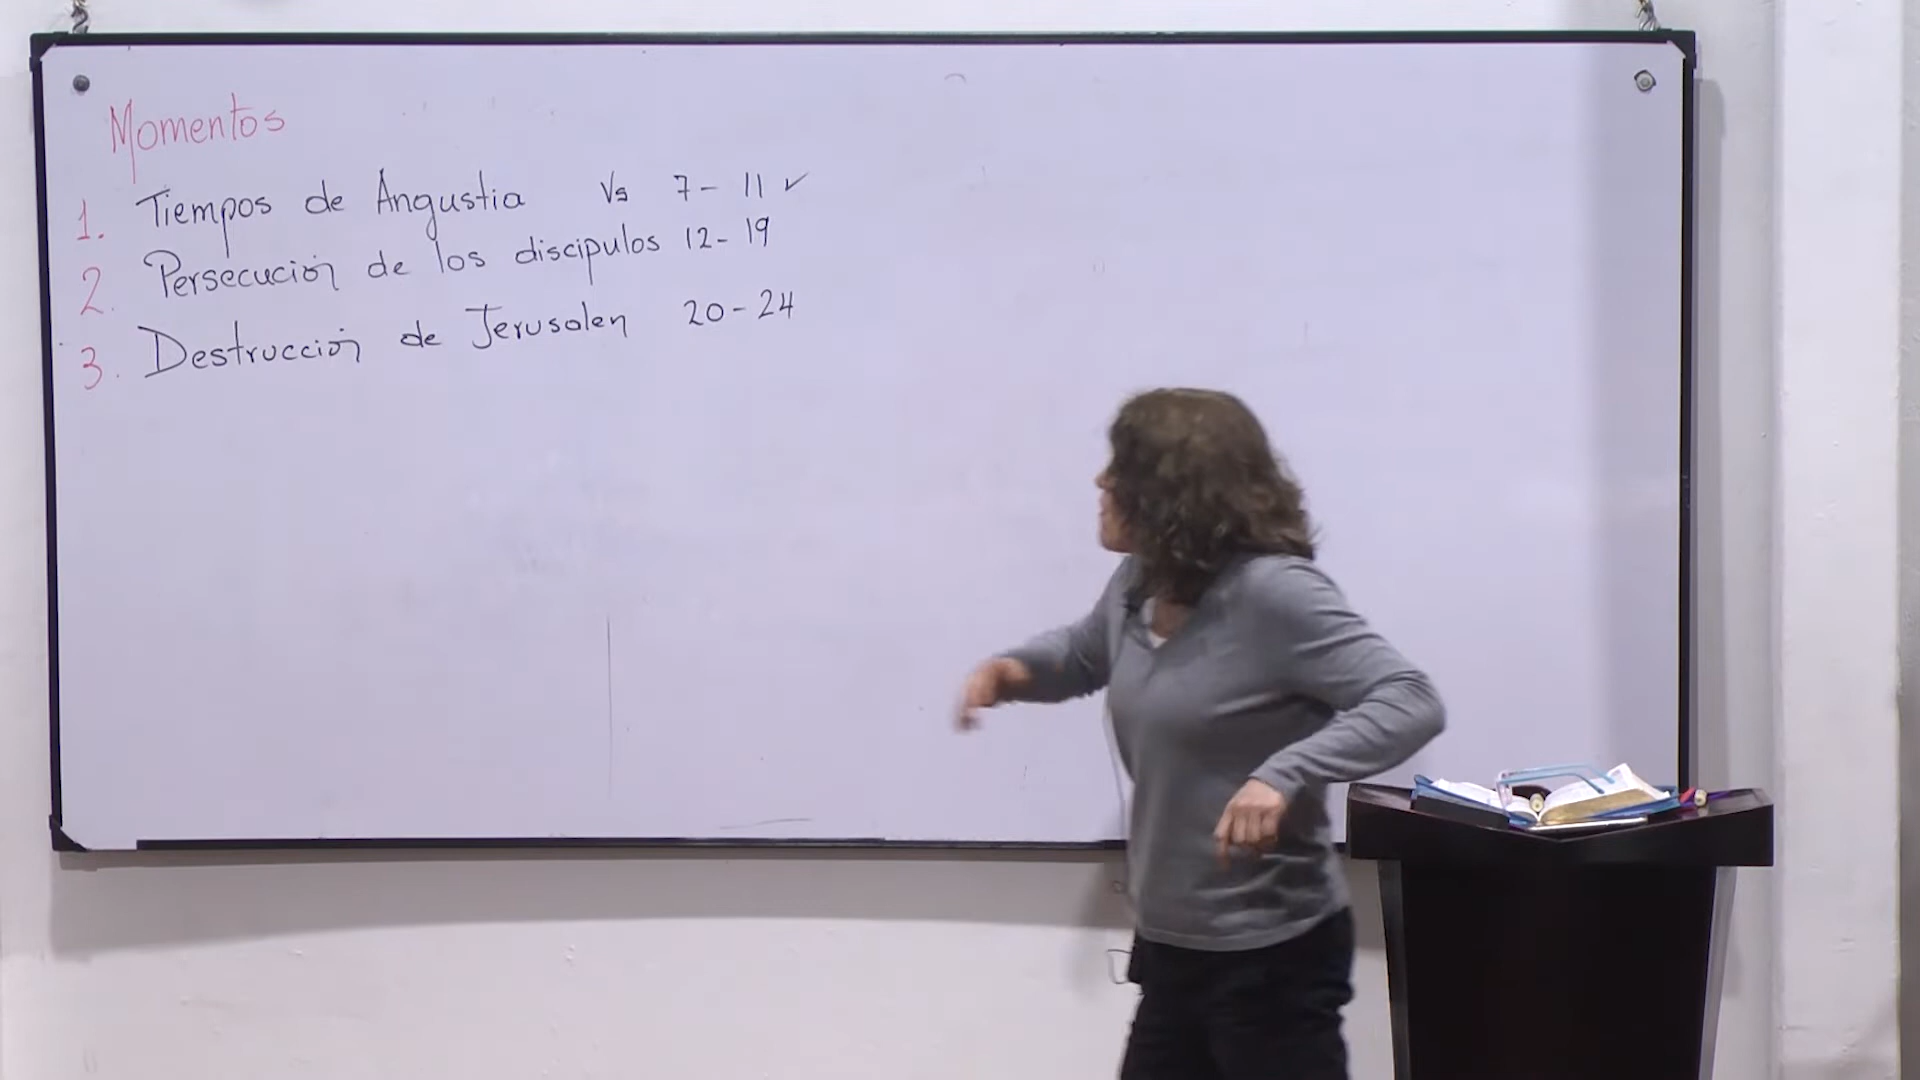 Momentos
1. Tiempos de Angustia Vs 7 - 11 ✓
2. Persecución de los discipulos 12 - 19
3. Destrucción de Jerusalen 20 - 24